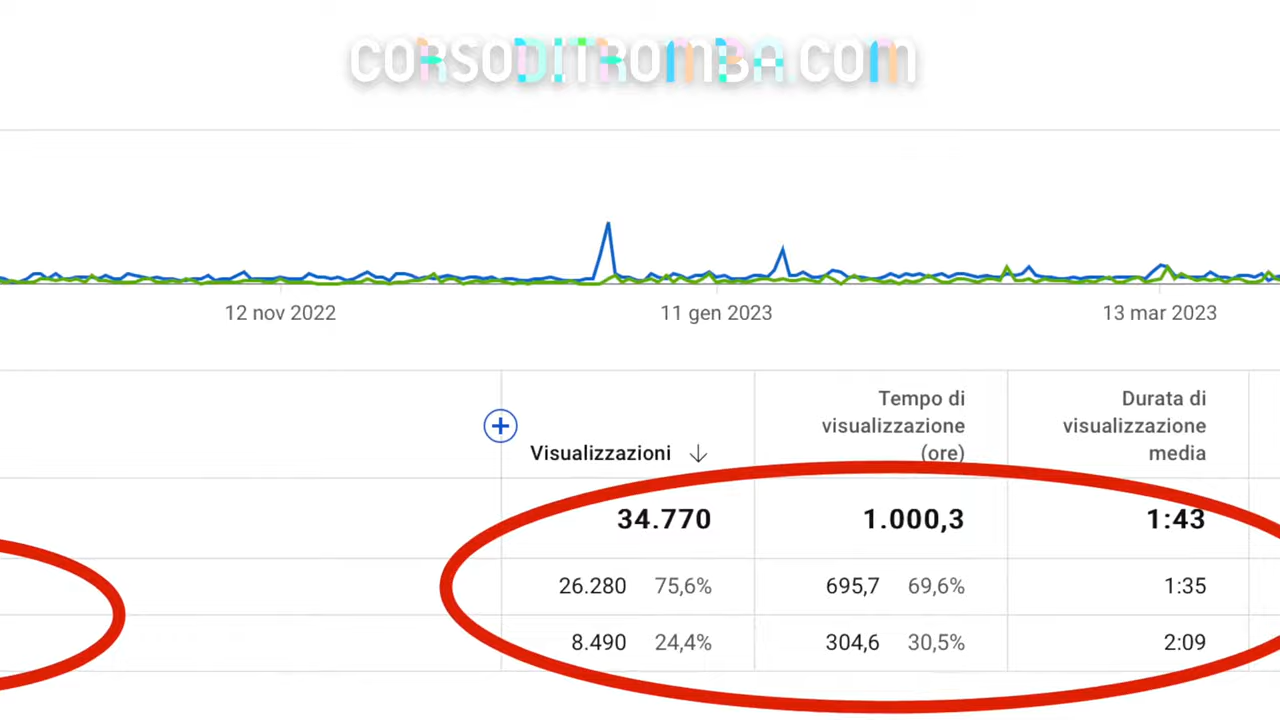 CORSODITROMBA.COM
12 nov 2022 11 gen 2023 13 mar 2023
Visualizzazioni
Tempo di
visualizzazione
(ore)
Durata di
visualizzazione
media
34.770 1.000,3 1:43
26.280 75,6% 695,7 69,6% 1:35
8.490 24,4% 304,6 30,5% 2:09